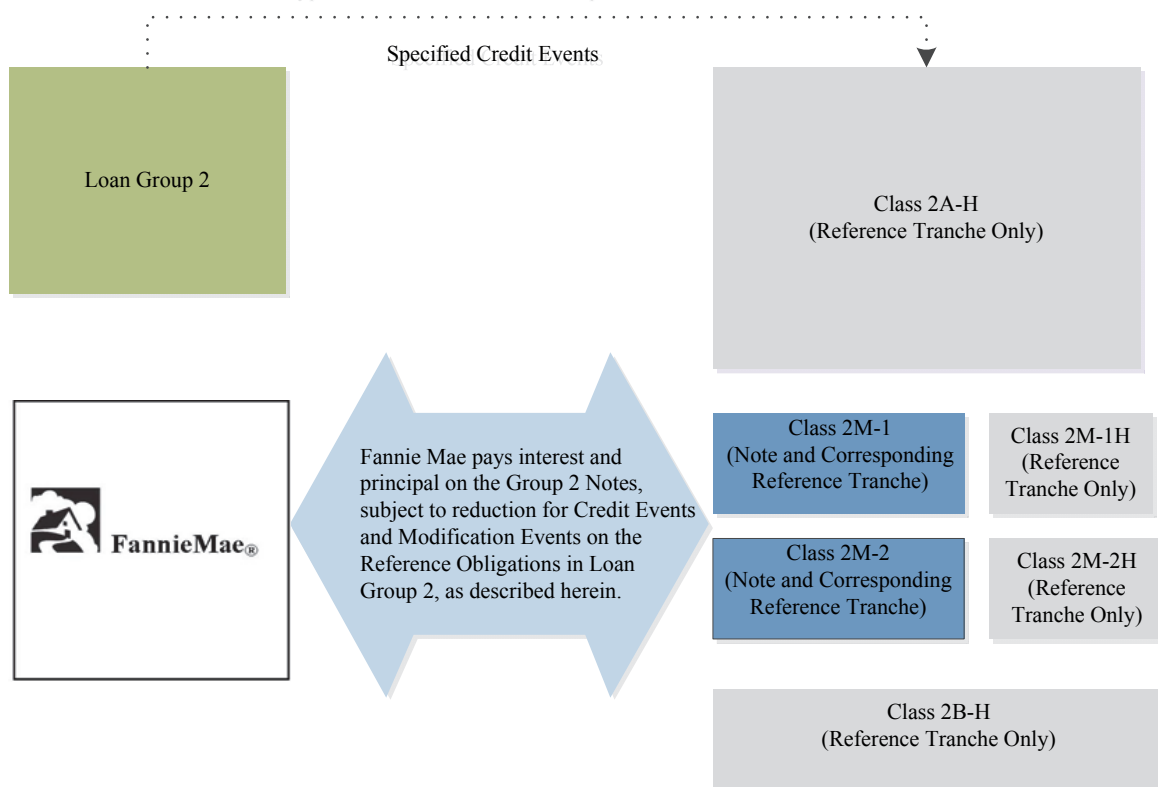 Specified Credit Events
Loan Group 2
Class 2A-H
(Reference Tranche Only)
FannieMae®
Fannie Mae pays interest and
principal on the Group 2 Notes,
subject to reduction for Credit Events
and Modification Events on the
Reference Obligations in Loan
Group 2, as described herein.
Class 2M-1
(Note and Corresponding
Reference Tranche)
Class 2M-1H
(Reference
Tranche Only)
Class 2M-2
(Note and Corresponding
Reference Tranche)
Class 2M-2H
(Reference
Tranche Only)
Class 2B-H
(Reference Tranche Only)